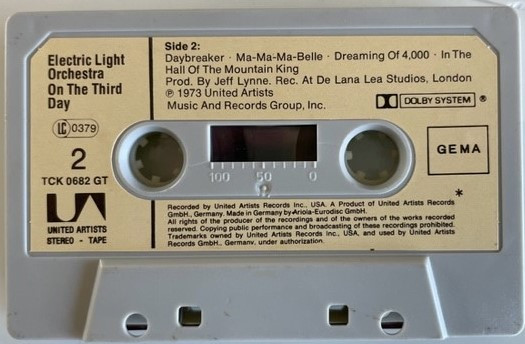 Electric Light
Orchestra
On The Third
Day
LC 0379
2
TCK 0682 GT
UA
UNITED ARTISTS
STEREO - TAPE
Side 2:
Daybreaker · Ma-Ma-Ma-Belle · Dreaming Of 4,000 · In The
Hall Of The Mountain King
Prod. By Jeff Lynne. Rec. At De Lana Lea Studios, London
℗ 1973 United Artists
Music And Records Group, Inc.
DOLBY SYSTEM ®
100 50 0
GEMA
*
Recorded by United Artists Records Inc., USA. A Product of United Artists Records
GmbH., Germany. Made in Germany by Ariola-Eurodisc GmbH.
All rights of the producer of the recordings and of the owners of the works recorded
reserved. Copying public performance and broadcasting of these recordings prohibited.
Trademarks owned by United Artists Records Inc., USA, and used by United Artists
Records GmbH., Germany, under authorization.